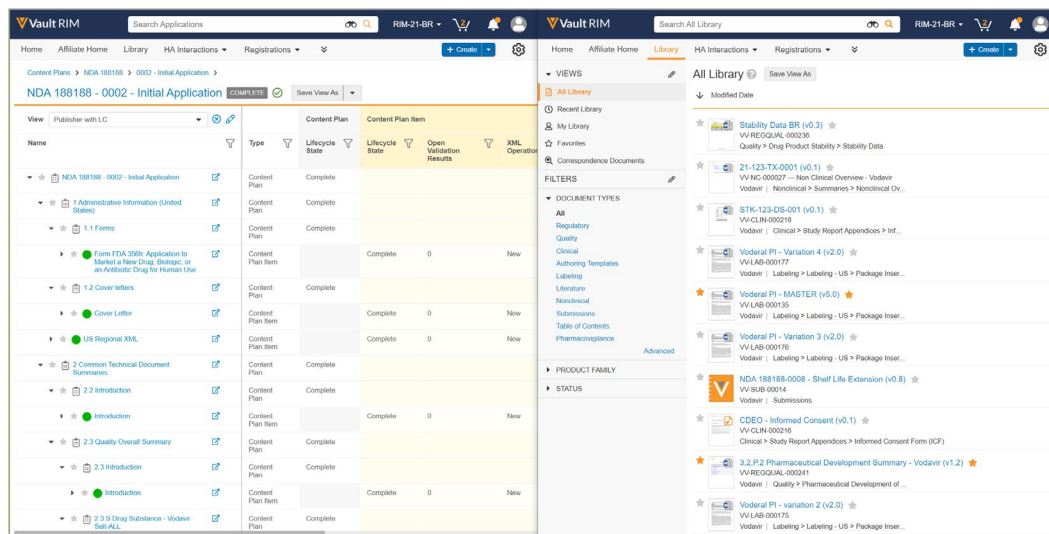 Vault RIM
Search Applications
RIM-21-BR
2
Home Affiliate Home Library HA Interactions Registrations
+ Create
Content Plans > NDA 188188 > 0002 - Initial Application >
NDA 188188 - 0002 - Initial Application COMPLETE Save View As
View Publisher with LC
Content Plan Content Plan Item
Name Type Lifecycle State Lifecycle State Open Validation Results XML Operation
NDA 188188 - 0002 - Initial Application Content Plan Complete
1 Administrative Information (United States) Content Plan Complete
1.1 Forms Content Plan Complete
Form FDA 356h: Application to Market a New Drug, Biologic, or an Antibiotic Drug for Human Use Content Plan Item Complete 0 New
1.2 Cover letters Content Plan Complete
Cover Letter Content Plan Item Complete 0 New
US Regional XML Content Plan Item Complete 0 New
2 Common Technical Document Summaries Content Plan Complete
2.2 Introduction Content Plan Complete
Introduction Content Plan Item Complete 0 New
2.3 Quality Overall Summary Content Plan Complete
2.3 Introduction Content Plan Complete
Introduction Content Plan Item Complete 0 New
2.3.S Drug Substance - Vodavir Salt-ALL Content Plan Complete
Vault RIM
Search All Library
RIM-21-BR
2
Home Affiliate Home Library HA Interactions Registrations
+ Create
VIEWS
All Library
Recent Library
My Library
Favorites
Correspondence Documents
FILTERS
DOCUMENT TYPES
All
Regulatory
Quality
Clinical
Authoring Templates
Labeling
Literature
Nonclinical
Submissions
Table of Contents
Pharmacovigilance
Advanced
PRODUCT FAMILY
STATUS
All Library Save View As
Modified Date
Stability Data BR (v0.3)
VV-REGQUAL-000236
Quality > Drug Product Stability > Stability Data
21-123-TX-0001 (v0.1)
VV-NC-000027 — Non Clinical Overview - Vodavir
Vodavir | Nonclinical > Summaries > Nonclinical Ov...
STK-123-DS-001 (v0.1)
VV-CLIN-000218
Vodavir | Clinical > Study Report Appendices > Inf...
Voderal PI - Variation 4 (v2.0)
VV-LAB-000177
Vodavir | Labeling > Labeling - US > Package Inser...
Voderal PI - MASTER (v5.0)
VV-LAB-000135
Vodavir | Labeling > Labeling - US > Package Inser...
Voderal PI - Variation 3 (v2.0)
VV-LAB-000176
Vodavir | Labeling > Labeling - US > Package Inser...
NDA 188188-0008 - Shelf Life Extension (v0.8)
VV-SUB-00014
Vodavir | Submissions
CDEO - Informed Consent (v0.1)
VV-CLIN-000216
Clinical > Study Report Appendices > Informed Consent Form (ICF)
3.2.P.2 Pharmaceutical Development Summary - Vodavir (v1.2)
VV-REGQUAL-000241
Vodavir | Quality > Pharmaceutical Development of ...
Voderal PI - variation 2 (v2.0)
VV-LAB-000175
Vodavir | Labeling > Labeling - US > Package Inser...